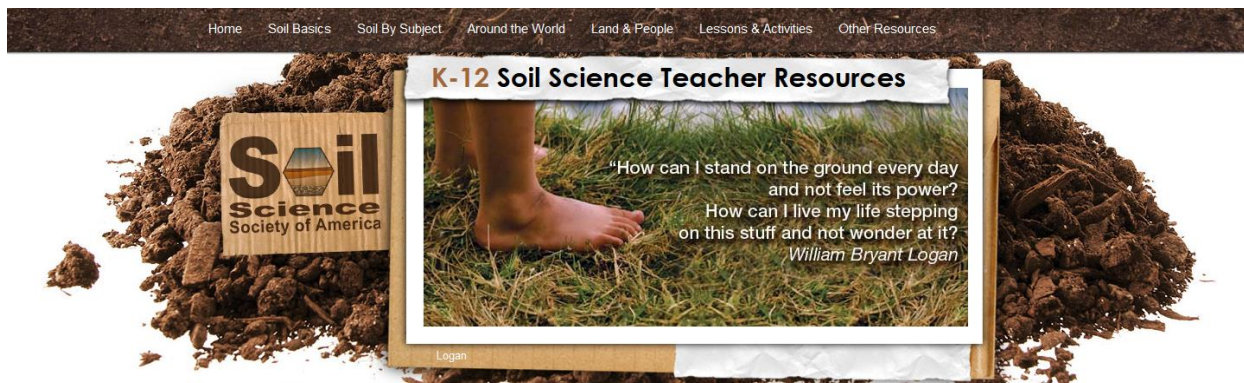 Home Soil Basics Soil By Subject Around the World Land & People Lessons & Activities Other Resources
K-12 Soil Science Teacher Resources
Soil
Science
Society of America
“How can I stand on the ground every day
and not feel its power?
How can I live my life stepping
on this stuff and not wonder at it?
William Bryant Logan
Logan